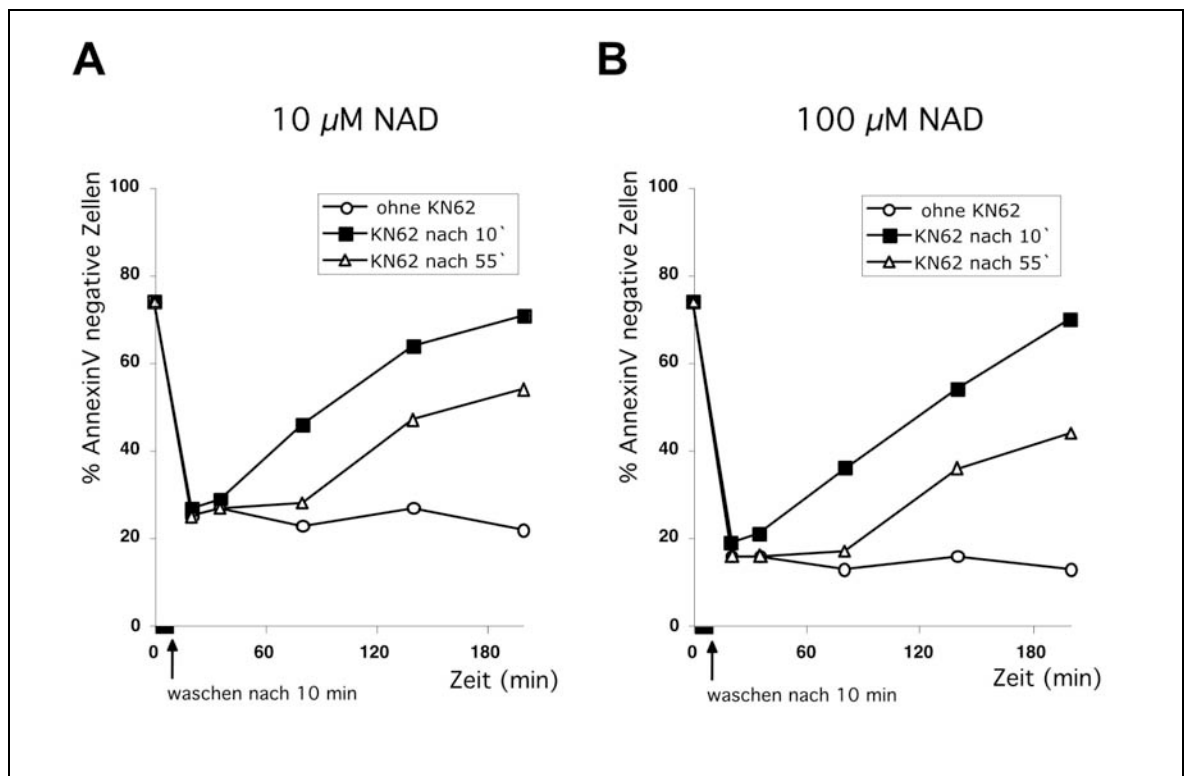 A
10 µM NAD
% AnnexinV negative Zellen
100
80
60
40
20
0
ohne KN62
KN62 nach 10`
KN62 nach 55`
0 60 120 180
waschen nach 10 min
Zeit (min)
B
100 µM NAD
% AnnexinV negative Zellen
100
80
60
40
20
0
ohne KN62
KN62 nach 10`
KN62 nach 55`
0 60 120 180
waschen nach 10 min
Zeit (min)